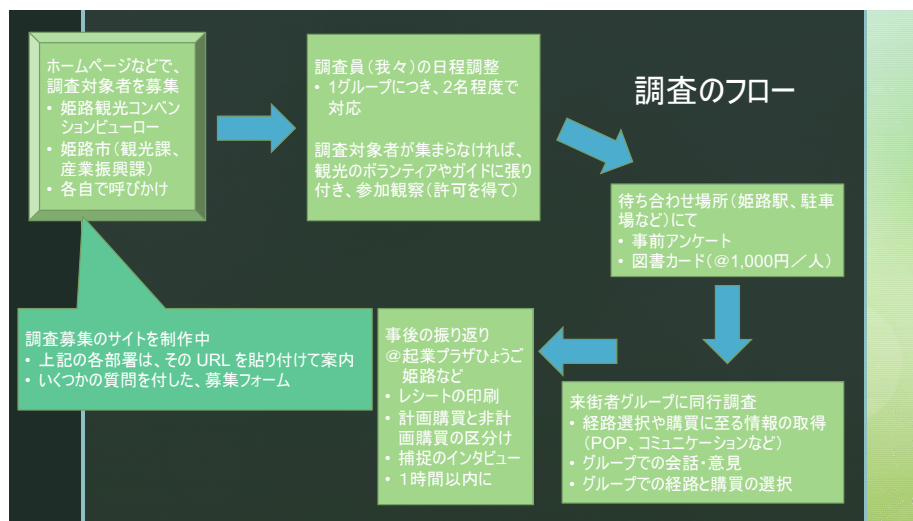 調査のフロー
ホームページなどで、
調査対象者を募集
• 姫路観光コンベン
ションビューロー
• 姫路市（観光課、
産業振興課）
• 各自で呼びかけ
調査員（我々）の日程調整
• 1グループにつき、2名程度で
対応
調査対象者が集まらなければ、
観光のボランティアやガイドに張り
付き、参加観察（許可を得て）
待ち合わせ場所（姫路駅、駐車
場など）にて
• 事前アンケート
• 図書カード（@1,000円／人）
来街者グループに同行調査
• 経路選択や購買に至る情報の取得
（POP、コミュニケーションなど）
• グループでの会話・意見
• グループでの経路と購買の選択
事後の振り返り
@起業プラザひょうご
姫路など
• レシートの印刷
• 計画購買と非計
画購買の区分け
• 捕捉のインタビュー
• 1時間以内に
調査募集のサイトを制作中
• 上記の各部署は、その URL を貼り付けて案内
• いくつかの質問を付した、募集フォーム